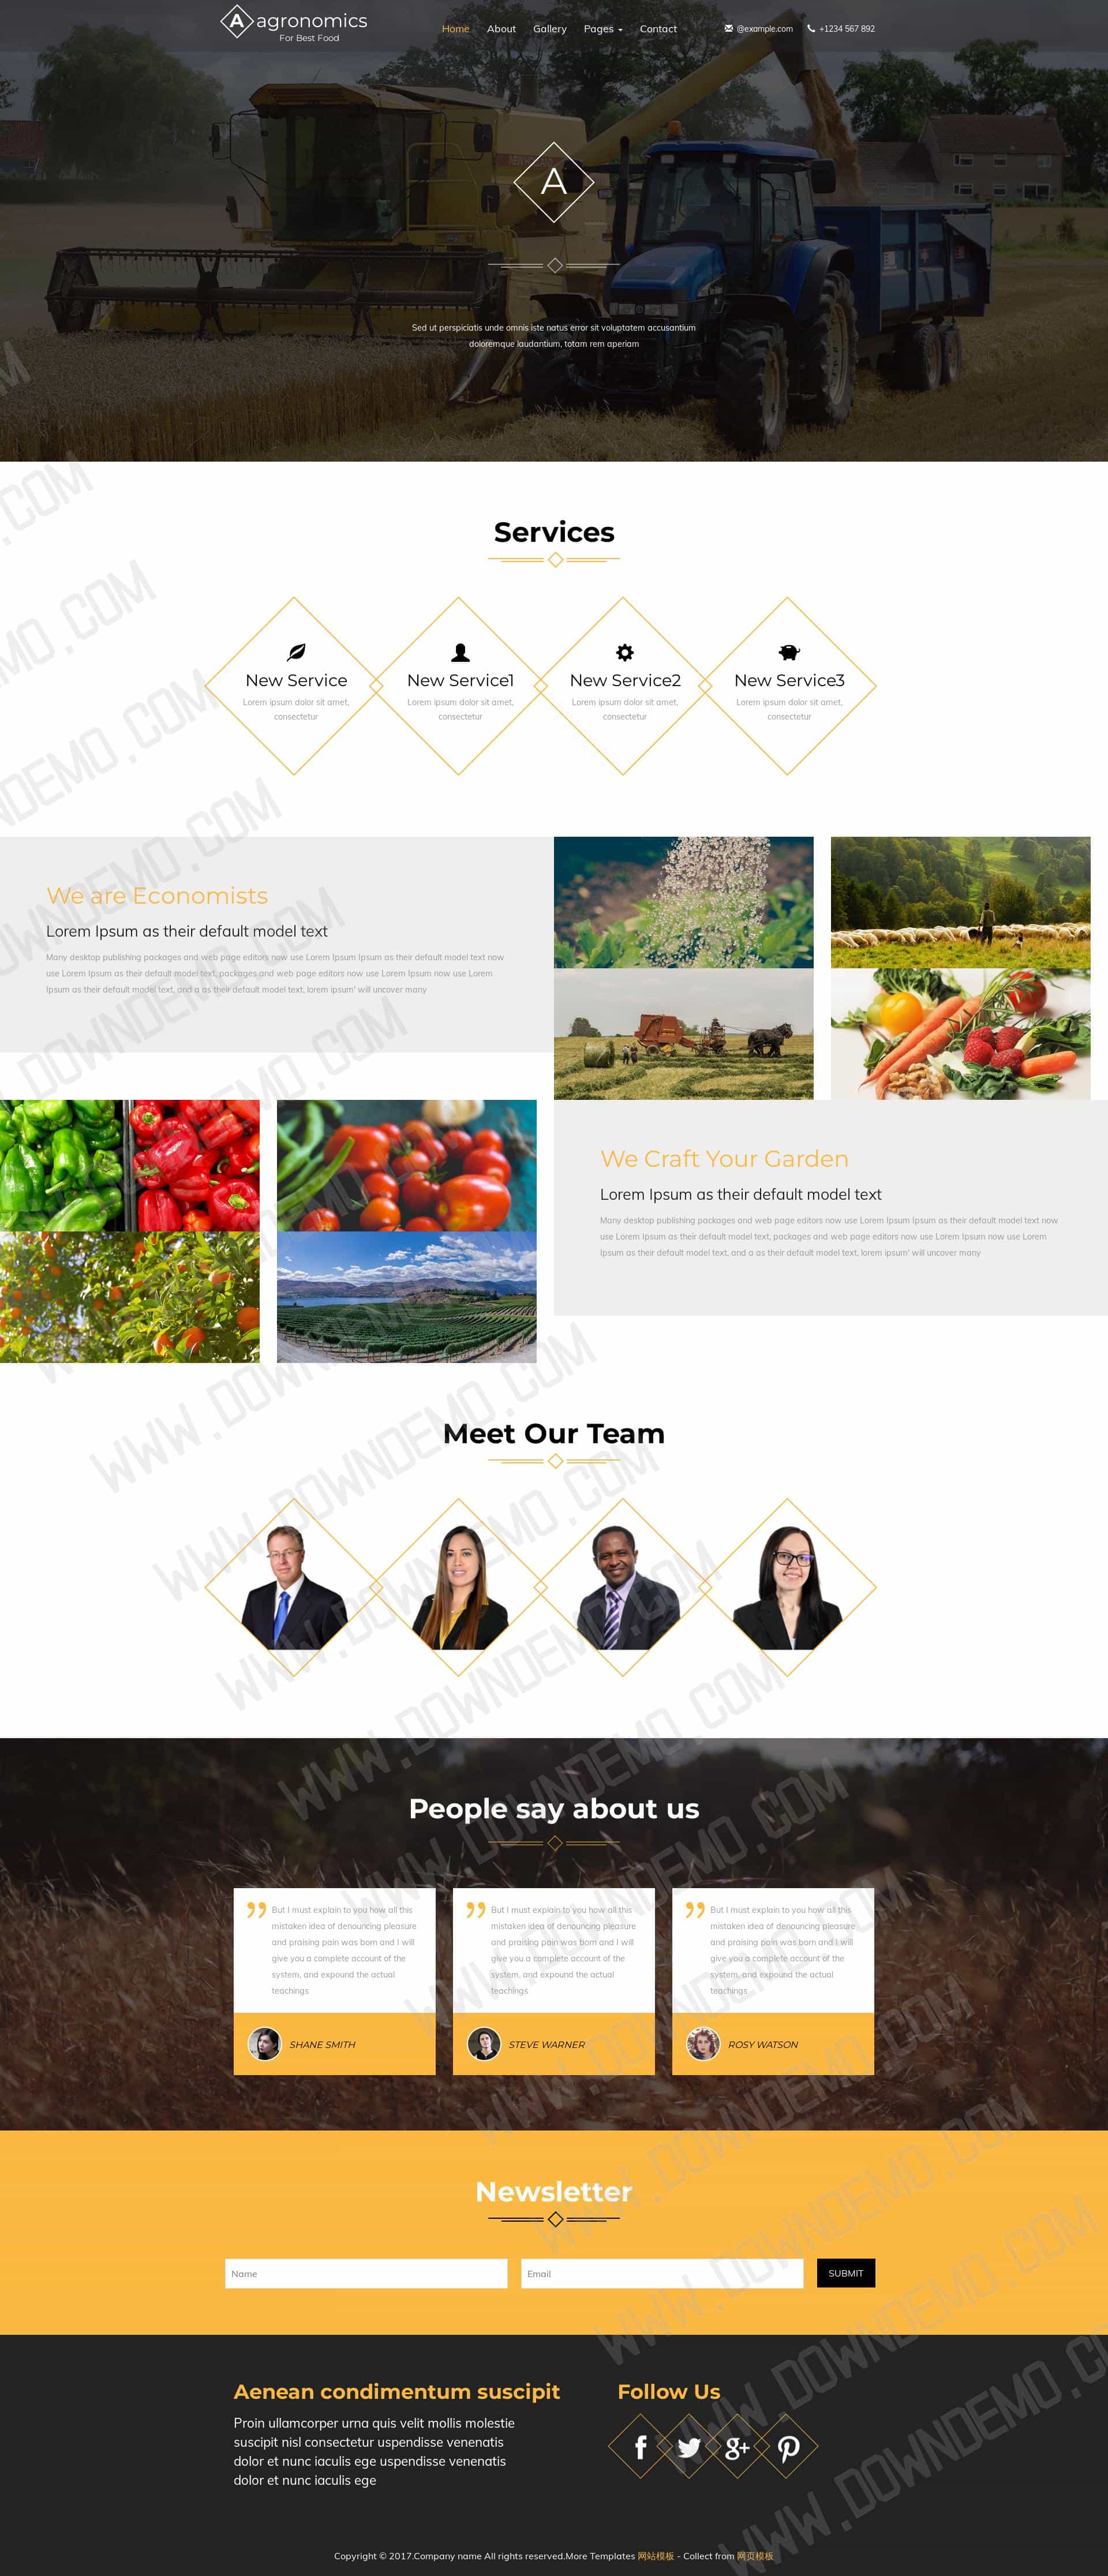 A agronomics
For Best Food
Home About Gallery Pages Contact
@example.com +1234 567 892
A
Sed ut perspiciatis unde omnis iste natus error sit voluptatem accusantium
doloremque laudantium, totam rem aperiam
Services
New Service
Lorem ipsum dolor sit amet,
consectetur
New Service1
Lorem ipsum dolor sit amet,
consectetur
New Service2
Lorem ipsum dolor sit amet,
consectetur
New Service3
Lorem ipsum dolor sit amet,
consectetur
We are Economists
Lorem Ipsum as their default model text
Many desktop publishing packages and web page editors now use Lorem Ipsum Ipsum as their default model text now
use Lorem Ipsum as their default model text, packages and web page editors now use Lorem Ipsum now use Lorem
Ipsum as their default model text, and a as their default model text, lorem ipsum' will uncover many
We Craft Your Garden
Lorem Ipsum as their default model text
Many desktop publishing packages and web page editors now use Lorem Ipsum Ipsum as their default model text now
use Lorem Ipsum as their default model text, packages and web page editors now use Lorem Ipsum now use Lorem
Ipsum as their default model text, and a as their default model text, lorem ipsum' will uncover many
Meet Our Team
People say about us
But I must explain to you how all this
mistaken idea of denouncing pleasure
and praising pain was born and I will
give you a complete account of the
system, and expound the actual
teachings
SHANE SMITH
But I must explain to you how all this
mistaken idea of denouncing pleasure
and praising pain was born and I will
give you a complete account of the
system, and expound the actual
teachings
STEVE WARNER
But I must explain to you how all this
mistaken idea of denouncing pleasure
and praising pain was born and I will
give you a complete account of the
system, and expound the actual
teachings
ROSY WATSON
Newsletter
Name
Email
SUBMIT
Aenean condimentum suscipit
Proin ullamcorper urna quis velit mollis molestie
suscipit nisl consectetur uspendisse venenatis
dolor et nunc iaculis ege uspendisse venenatis
dolor et nunc iaculis ege
Follow Us
Copyright © 2017.Company name All rights reserved.More Templates 网站模板 - Collect from 网页模板
WWW.DOWNDEMO.COM